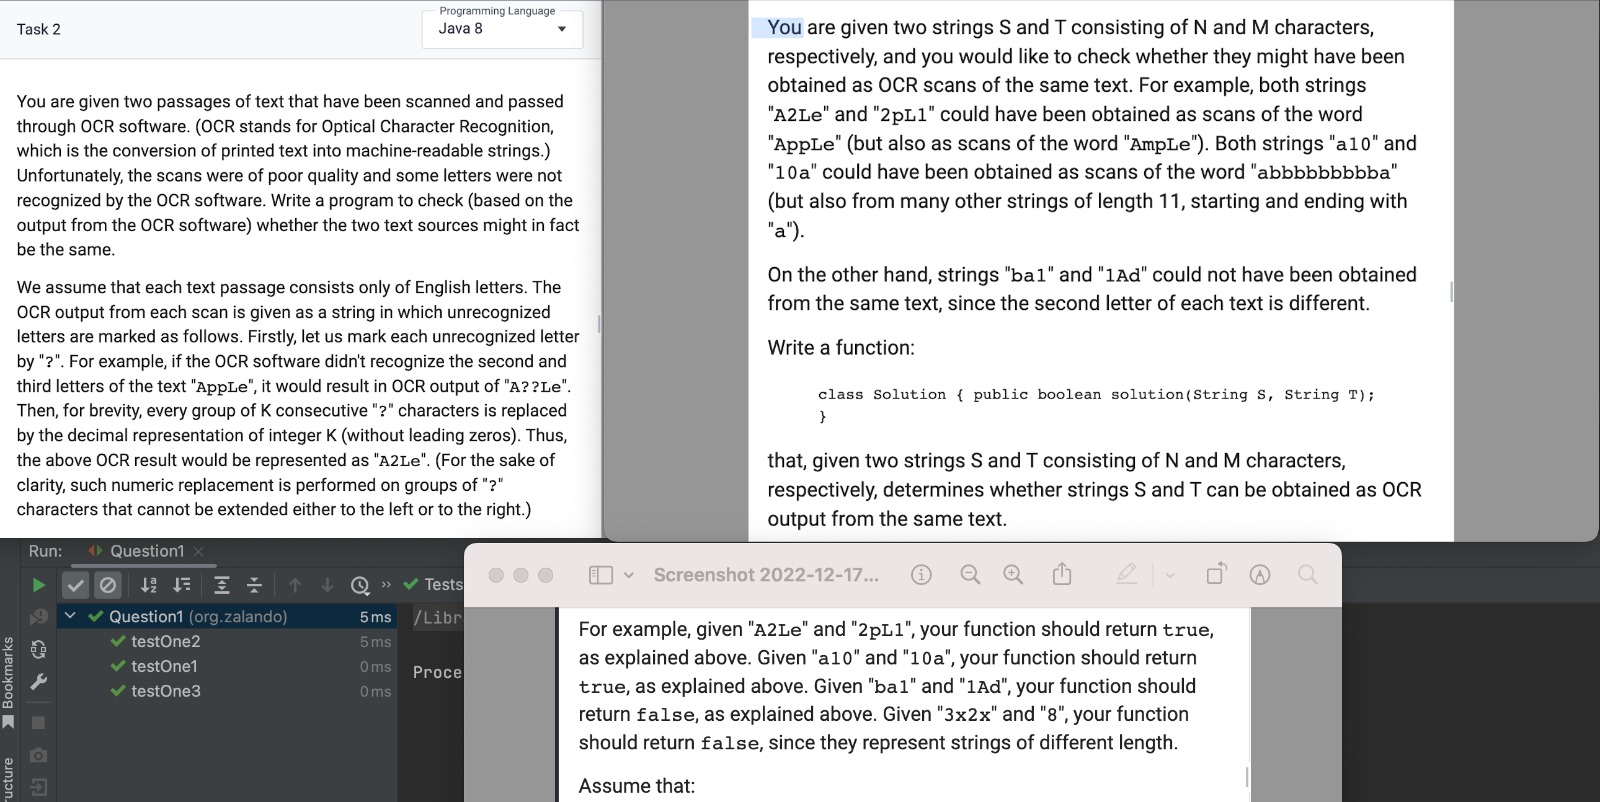 Task 2
Programming Language
Java 8
You are given two passages of text that have been scanned and passed
through OCR software. (OCR stands for Optical Character Recognition,
which is the conversion of printed text into machine-readable strings.)
Unfortunately, the scans were of poor quality and some letters were not
recognized by the OCR software. Write a program to check (based on the
output from the OCR software) whether the two text sources might in fact
be the same.
We assume that each text passage consists only of English letters. The
OCR output from each scan is given as a string in which unrecognized
letters are marked as follows. Firstly, let us mark each unrecognized letter
by "?". For example, if the OCR software didn't recognize the second and
third letters of the text "AppLe", it would result in OCR output of "A??Le".
Then, for brevity, every group of K consecutive "?" characters is replaced
by the decimal representation of integer K (without leading zeros). Thus,
the above OCR result would be represented as "A2Le". (For the sake of
clarity, such numeric replacement is performed on groups of "?"
characters that cannot be extended either to the left or to the right.)
You are given two strings S and T consisting of N and M characters,
respectively, and you would like to check whether they might have been
obtained as OCR scans of the same text. For example, both strings
"A2Le" and "2pL1" could have been obtained as scans of the word
"AppLe" (but also as scans of the word "AmpLe"). Both strings "a10" and
"10a" could have been obtained as scans of the word "abbbbbbbbba"
(but also from many other strings of length 11, starting and ending with
"a").
On the other hand, strings "ba1" and "1Ad" could not have been obtained
from the same text, since the second letter of each text is different.
Write a function:
class Solution { public boolean solution(String S, String T);
}
that, given two strings S and T consisting of N and M characters,
respectively, determines whether strings S and T can be obtained as OCR
output from the same text.
Run:
Question1
Tests
Question1 (org.zalando)
5 ms
testOne2
5 ms
testOne1
0 ms
testOne3
0 ms
/Libr
Proce
Bookmarks
ructure
Screenshot 2022-12-17...
For example, given "A2Le" and "2pL1", your function should return true,
as explained above. Given "a10" and "10a", your function should return
true, as explained above. Given "ba1" and "1Ad", your function should
return false, as explained above. Given "3x2x" and "8", your function
should return false, since they represent strings of different length.
Assume that: